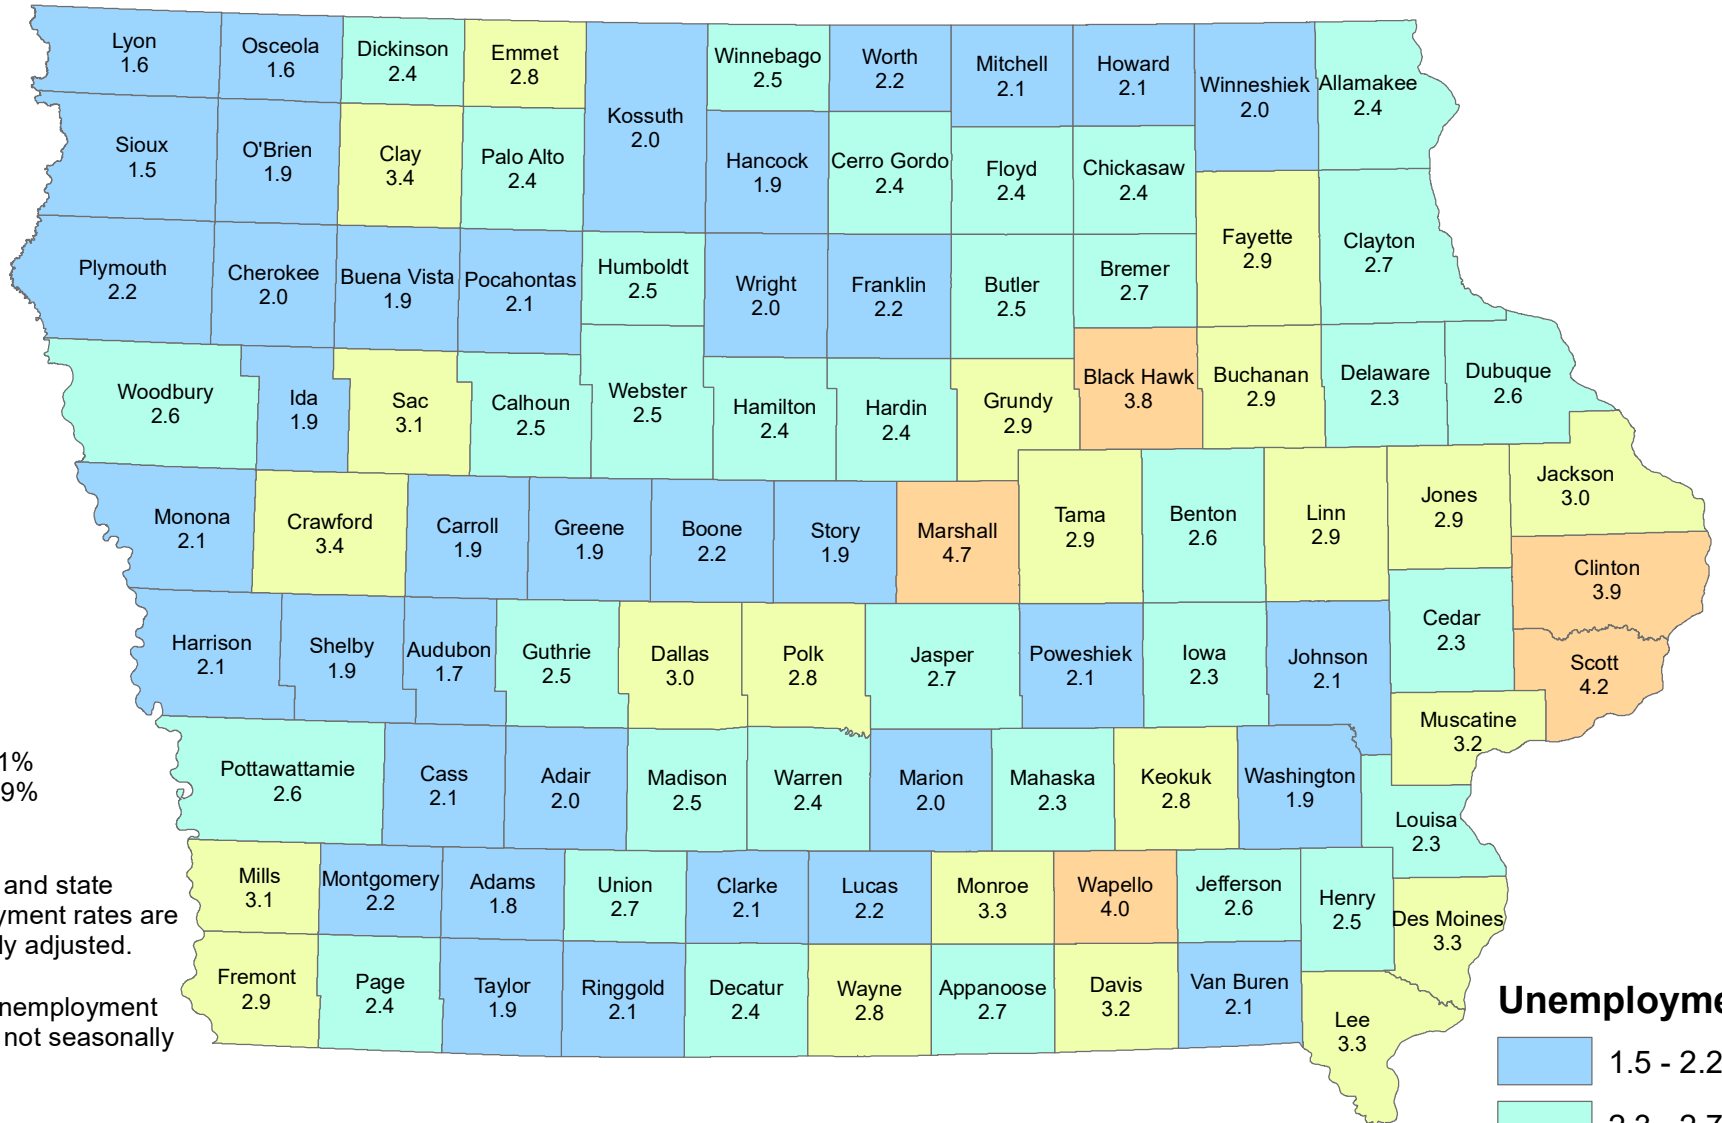 Lyon
1.6
Osceola
1.6
Dickinson
2.4
Emmet
2.8
Kossuth
2.0
Winnebago
2.5
Worth
2.2
Mitchell
2.1
Howard
2.1
Winneshiek
2.0
Allamakee
2.4
Sioux
1.5
O'Brien
1.9
Clay
3.4
Palo Alto
2.4
Hancock
1.9
Cerro Gordo
2.4
Floyd
2.4
Chickasaw
2.4
Fayette
2.9
Clayton
2.7
Plymouth
2.2
Cherokee
2.0
Buena Vista
1.9
Pocahontas
2.1
Humboldt
2.5
Wright
2.0
Franklin
2.2
Butler
2.5
Bremer
2.7
Woodbury
2.6
Ida
1.9
Sac
3.1
Calhoun
2.5
Webster
2.5
Hamilton
2.4
Hardin
2.4
Grundy
2.9
Black Hawk
3.8
Buchanan
2.9
Delaware
2.3
Dubuque
2.6
Monona
2.1
Crawford
3.4
Carroll
1.9
Greene
1.9
Boone
2.2
Story
1.9
Marshall
4.7
Tama
2.9
Benton
2.6
Linn
2.9
Jones
2.9
Jackson
3.0
Clinton
3.9
Harrison
2.1
Shelby
1.9
Audubon
1.7
Guthrie
2.5
Dallas
3.0
Polk
2.8
Jasper
2.7
Poweshiek
2.1
Iowa
2.3
Johnson
2.1
Cedar
2.3
Scott
4.2
Muscatine
3.2
Pottawattamie
2.6
Cass
2.1
Adair
2.0
Madison
2.5
Warren
2.4
Marion
2.0
Mahaska
2.3
Keokuk
2.8
Washington
1.9
Louisa
2.3
Mills
3.1
Montgomery
2.2
Adams
1.8
Union
2.7
Clarke
2.1
Lucas
2.2
Monroe
3.3
Wapello
4.0
Jefferson
2.6
Henry
2.5
Des Moines
3.3
Fremont
2.9
Page
2.4
Taylor
1.9
Ringgold
2.1
Decatur
2.4
Wayne
2.8
Appanoose
2.7
Davis
3.2
Van Buren
2.1
Lee
3.3
1%
9%
and state
yment rates are
ly adjusted.
nemployment
not seasonally
Unemployme
1.5 - 2.2
2.3 - 2.7